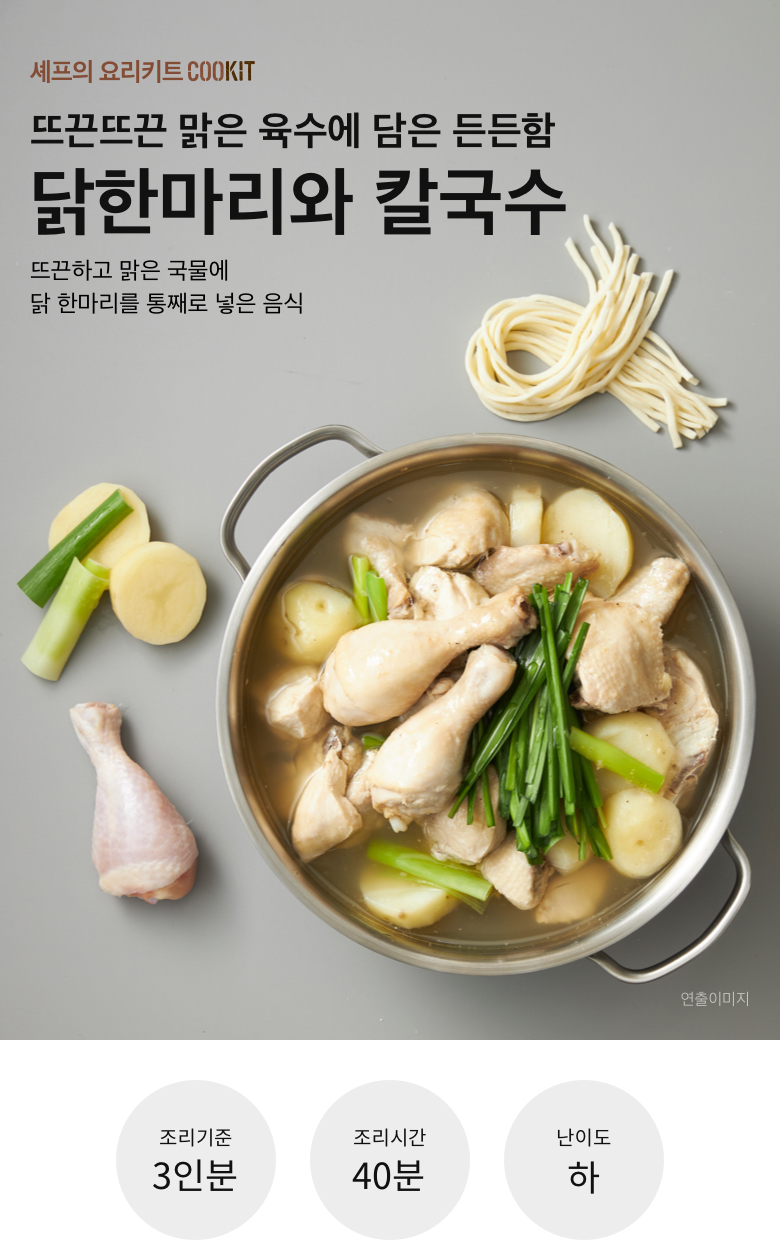 셰프의 요리키트 COOKIT
뜨끈뜨끈 맑은 육수에 담은 든든함
닭한마리와 칼국수
뜨끈하고 맑은 국물에
닭 한마리를 통째로 넣은 음식
연출이미지
조리기준
3인분
조리시간
40분
난이도
하